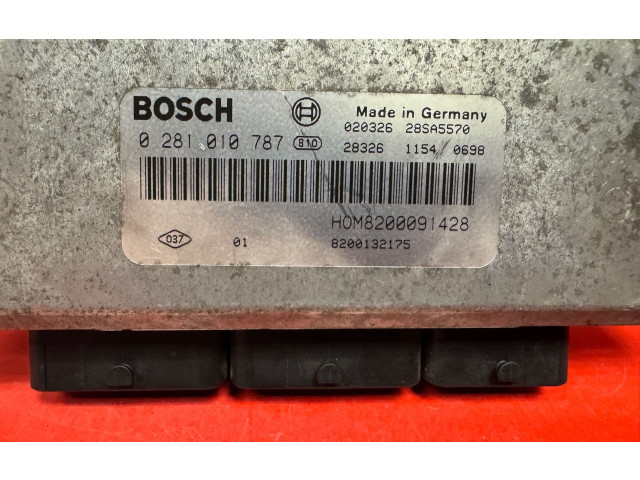 BOSCH
Made in Germany
020326 28SA5570
0 281 010 787 810
28326 1154 0698
HOM8200091428
037 01 8200132175